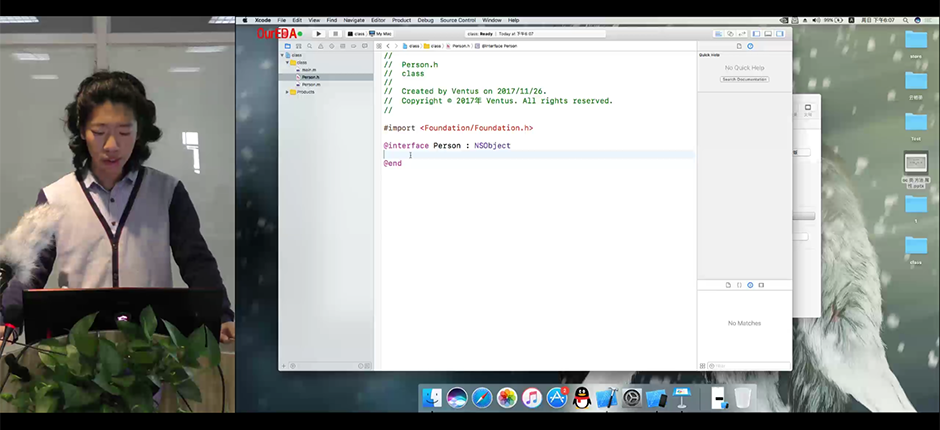 Xcode File Edit View Find Navigate Editor Product Debug Source Control Window Help
99%
周日 下午6:07
OurEDA
class
My Mac
class: Ready
Today at 下午6:07
class
class
main.m
Person.h
Person.m
Products
class
class
Person.h
@interface Person
//
// Person.h
// class
//
// Created by Ventus on 2017/11/26.
// Copyright © 2017年 Ventus. All rights reserved.
//
#import <Foundation/Foundation.h>
@interface Person : NSObject
@end
Quick Help
No Quick Help
Search Documentation
No Matches
Test
class